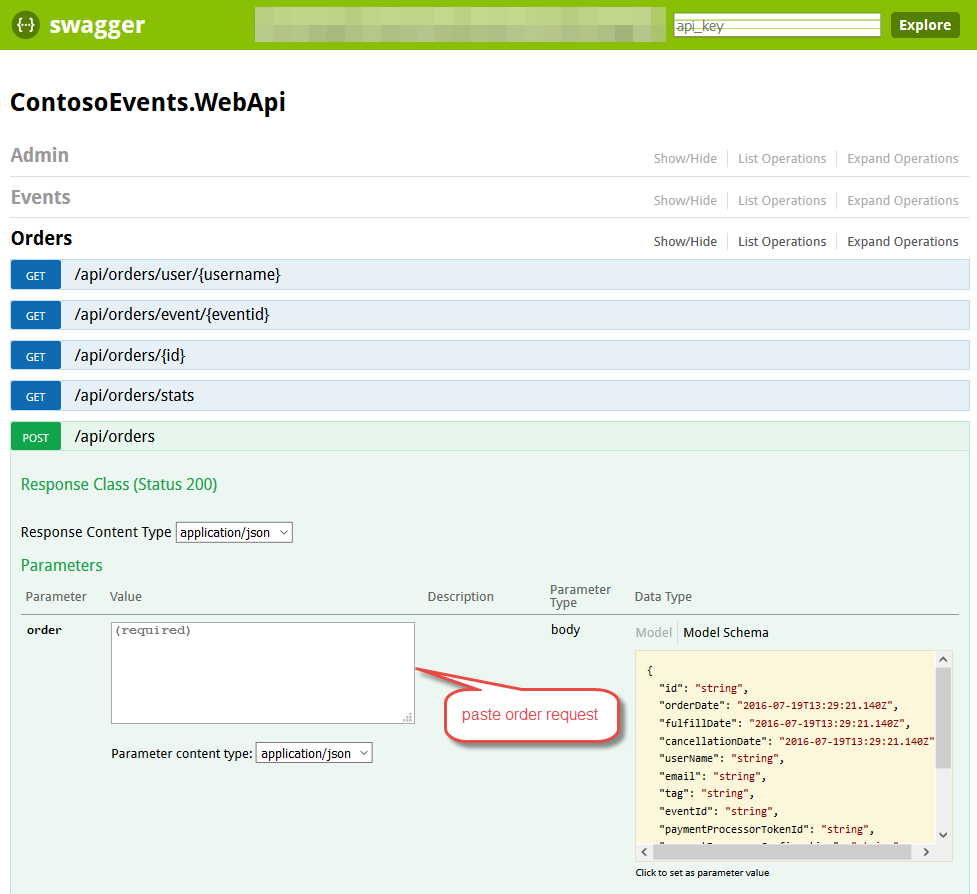 {···} swagger
api_key
Explore
ContosoEvents.WebApi
Admin Show/Hide List Operations Expand Operations
Events Show/Hide List Operations Expand Operations
Orders Show/Hide List Operations Expand Operations
GET /api/orders/user/{username}
GET /api/orders/event/{eventid}
GET /api/orders/{id}
GET /api/orders/stats
POST /api/orders
Response Class (Status 200)
Response Content Type application/json
Parameters
Parameter Value Description Parameter Type Data Type
order (required) body Model Model Schema
{
"id": "string",
"orderDate": "2016-07-19T13:29:21.140Z",
"fulfillDate": "2016-07-19T13:29:21.140Z",
"cancellationDate": "2016-07-19T13:29:21.140Z"
"userName": "string",
"email": "string",
"tag": "string",
"eventId": "string",
"paymentProcessorTokenId": "string",
paste order request
Parameter content type: application/json
Click to set as parameter value